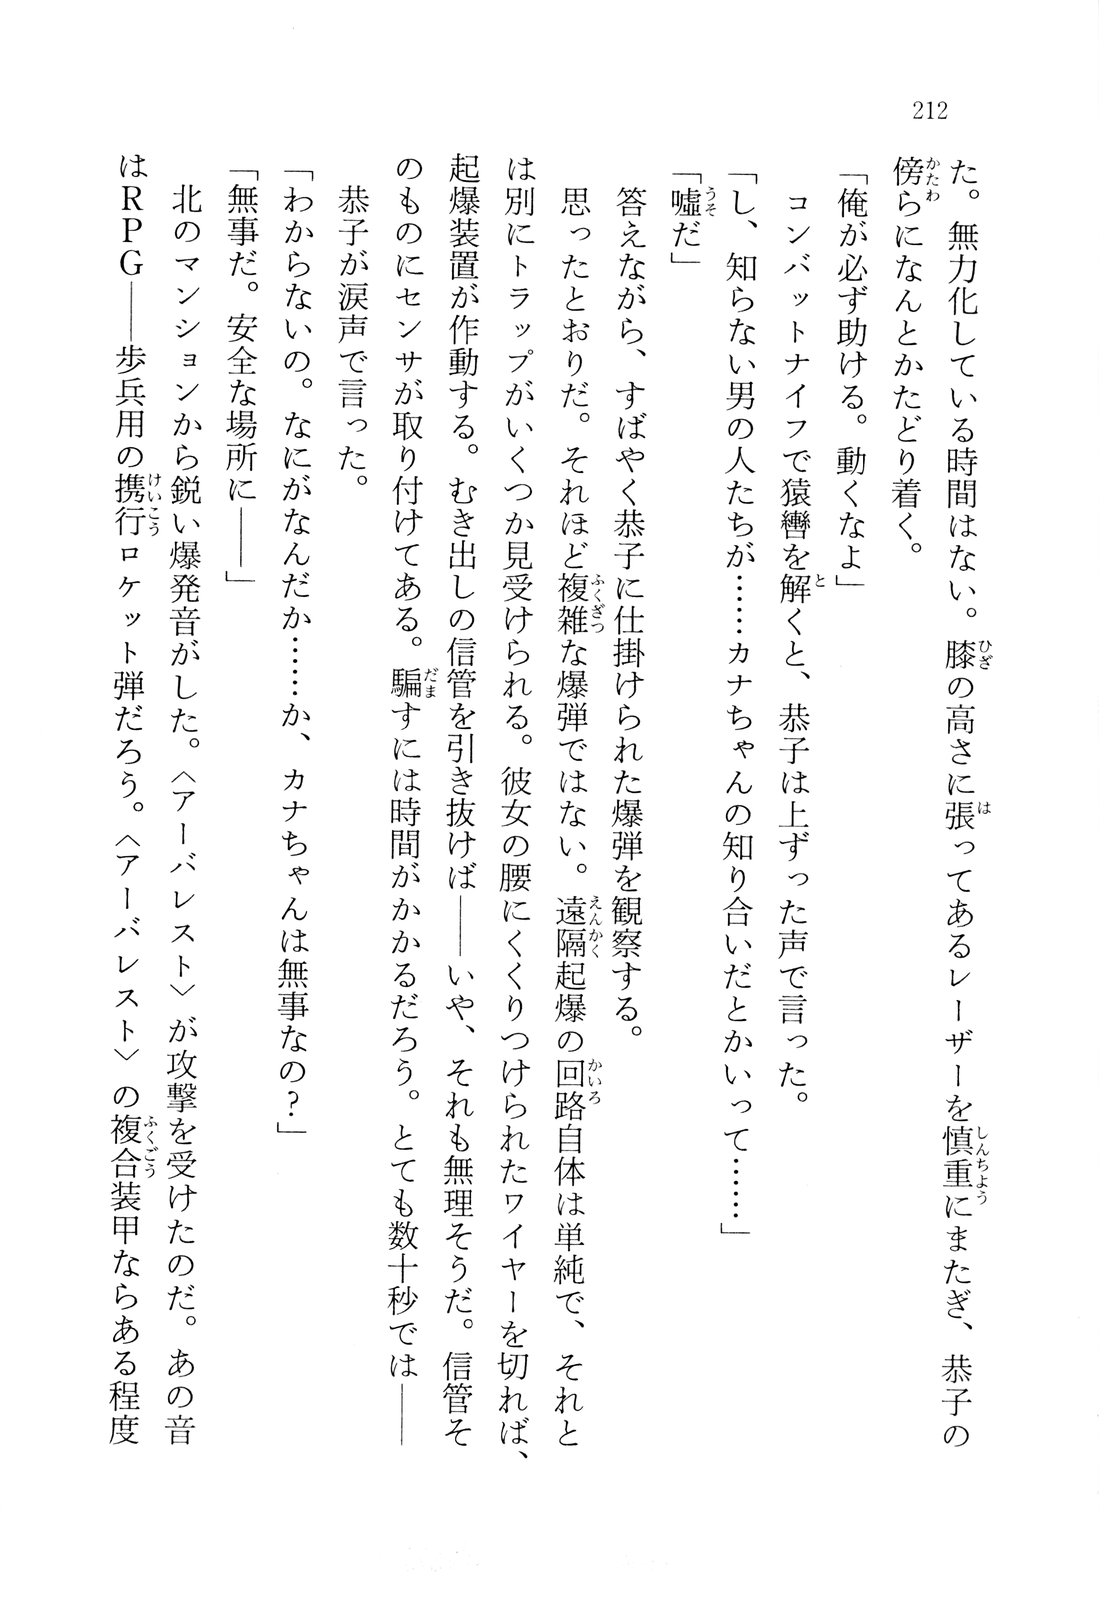 212
た。無力化している時間はない。膝の高さに張ってあるレーザーを慎重にまたぎ、恭子の
傍らになんとかたどり着く。
「俺が必ず助ける。動くなよ」
　コンバットナイフで猿轡を解くと、恭子は上ずった声で言った。
「し、知らない男の人たちが……カナちゃんの知り合いだとかいって……」
「嘘だ」
　答えながら、すばやく恭子に仕掛けられた爆弾を観察する。
　思ったとおりだ。それほど複雑な爆弾ではない。遠隔起爆の回路自体は単純で、それと
は別にトラップがいくつか見受けられる。彼女の腰にくくりつけられたワイヤーを切れば、
起爆装置が作動する。むき出しの信管を引き抜けば――いや、それも無理そうだ。信管そ
のものにセンサが取り付けてある。騙すには時間がかかるだろう。とても数十秒では――
　恭子が涙声で言った。
「わからないの。なにがなんだか……か、カナちゃんは無事なの？」
「無事だ。安全な場所に――」
　北のマンションから鋭い爆発音がした。〈アーバレスト〉が攻撃を受けたのだ。あの音
はＲＰＧ――歩兵用の携行ロケット弾だろう。〈アーバレスト〉の複合装甲ならある程度